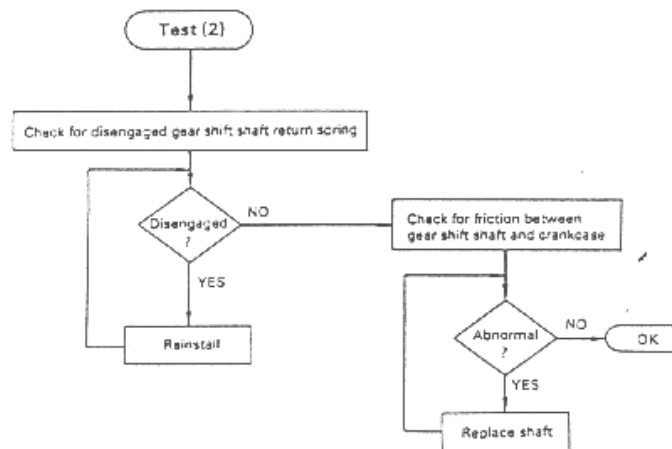 Test (2)
Check for disengaged gear shift shaft return spring
Disengaged
?
NO
YES
Reinstall
Check for friction between
gear shift shaft and crankcase
Abnormal
?
NO
OK
YES
Replace shaft